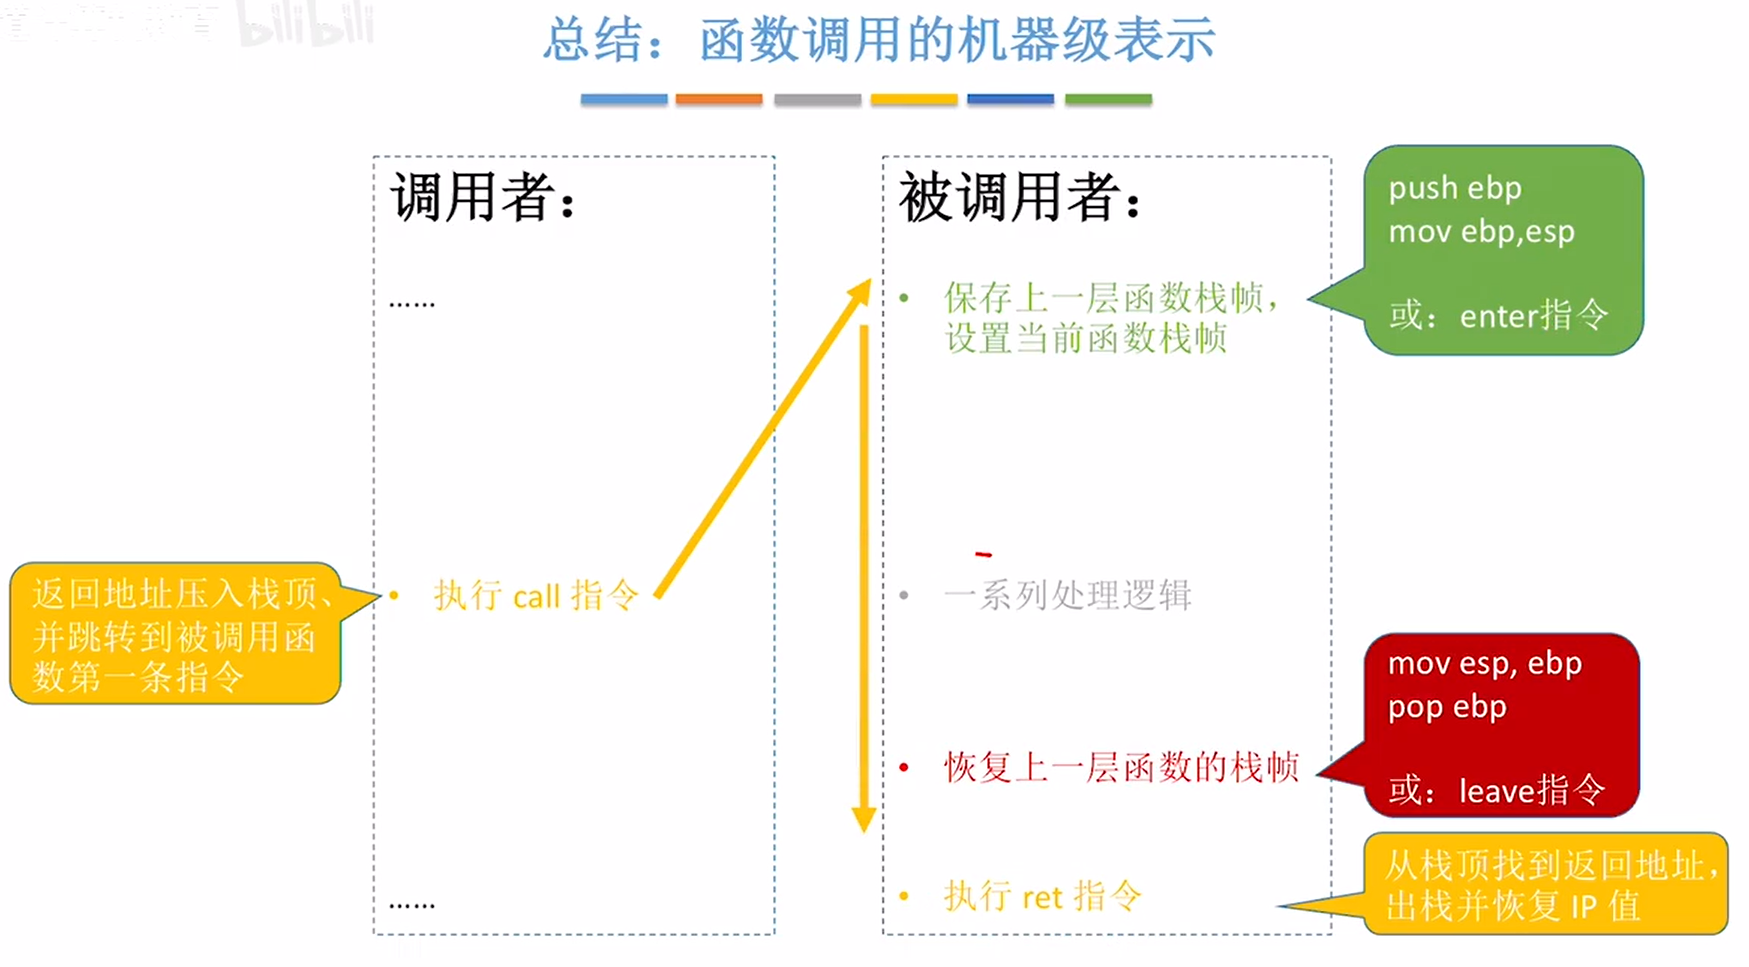 bilibili
总结：函数调用的机器级表示
调用者：
……
返回地址压入栈顶、
并跳转到被调用函
数第一条指令
• 执行 call 指令
……
被调用者：
• 保存上一层函数栈帧，
设置当前函数栈帧
push ebp
mov ebp,esp
或：enter指令
• 一系列处理逻辑
• 恢复上一层函数的栈帧
mov esp, ebp
pop ebp
或：leave指令
• 执行 ret 指令
从栈顶找到返回地址，
出栈并恢复 IP 值